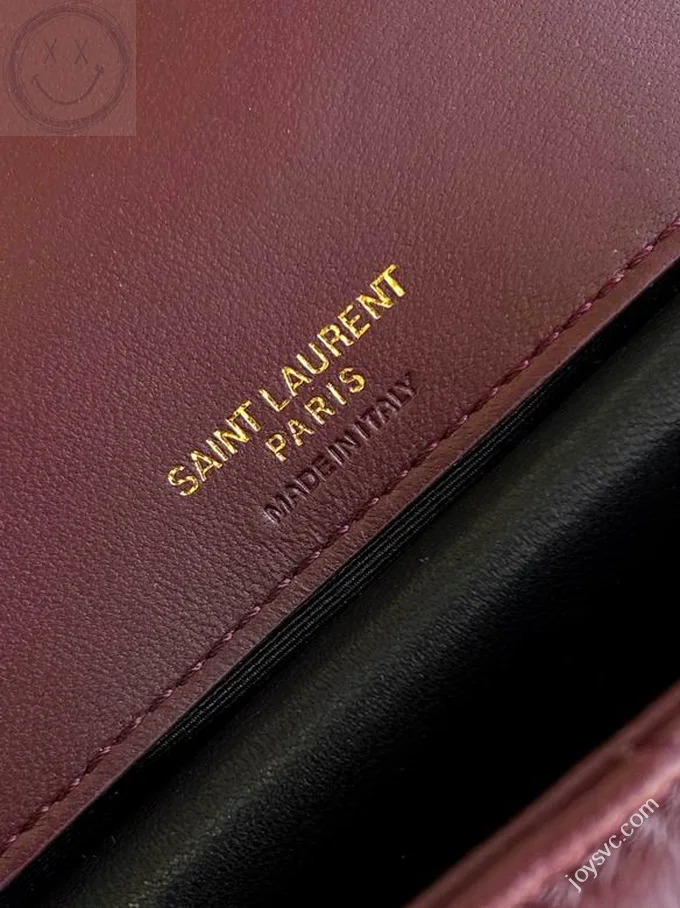 SAINT LAURENT
PARIS
MADE IN ITALY
joysvc.com